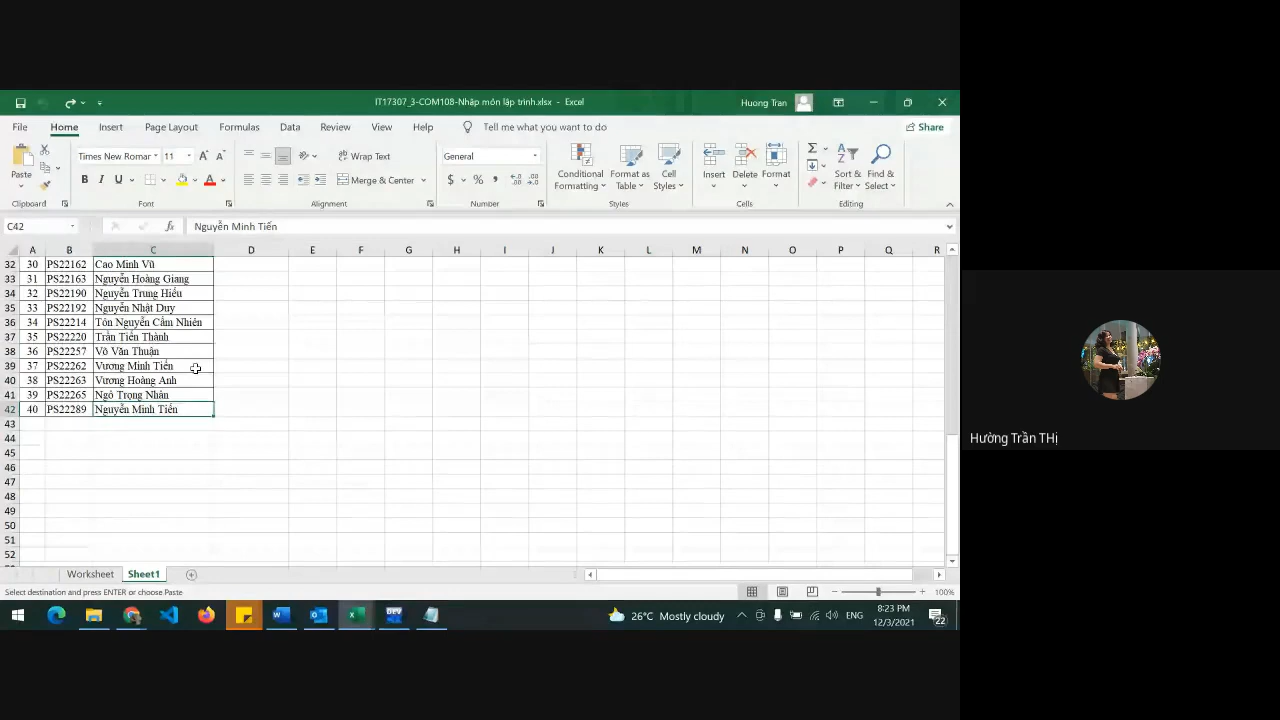 IT17307_3-COM108-Nhập môn lập trình.xlsx - Excel
Huong Tran
File Home Insert Page Layout Formulas Data Review View Help Tell me what you want to do Share
Paste
Times New Romar 11
B I U
Wrap Text
Merge & Center
General
$ % ,
Conditional Formatting
Format as Table
Cell Styles
Insert
Delete
Format
Sort & Filter
Find & Select
Clipboard Font Alignment Number Styles Cells Editing
C42 fx Nguyễn Minh Tiến
A B C D E F G H I J K L M N O P Q R
32 30 PS22162 Cao Minh Vũ
33 31 PS22163 Nguyễn Hoàng Giang
34 32 PS22190 Nguyễn Trung Hiếu
35 33 PS22192 Nguyễn Nhật Duy
36 34 PS22214 Tôn Nguyễn Cẩm Nhiên
37 35 PS22220 Trần Tiến Thành
38 36 PS22257 Võ Văn Thuận
39 37 PS22262 Vương Minh Tiến
40 38 PS22263 Vương Hoàng Anh
41 39 PS22265 Ngô Trọng Nhân
42 40 PS22289 Nguyễn Minh Tiến
43
44
45
46
47
48
49
50
51
52
Worksheet Sheet1
Select destination and press ENTER or choose Paste
100%
26°C Mostly cloudy
ENG
8:23 PM
12/3/2021
22
DEV
Hường Trần THị